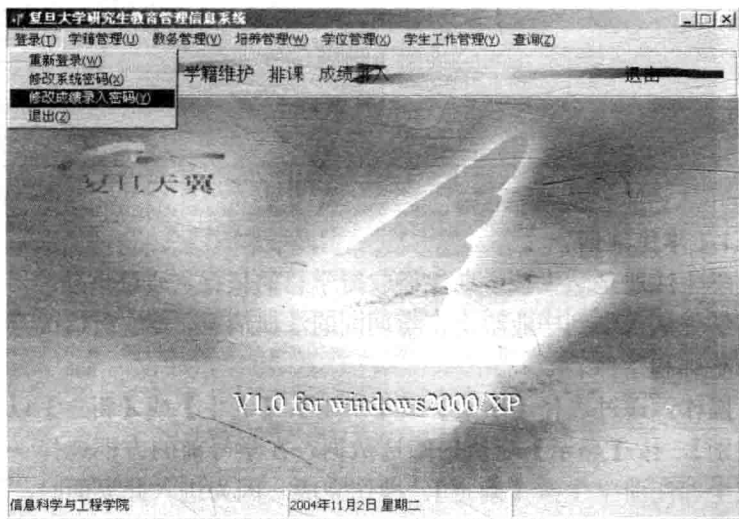 复旦大学研究生教育管理信息系统
登录(T) 学籍管理(U) 教务管理(V) 培养管理(W) 学位管理(X) 学生工作管理(Y) 查询(Z)
重新登录(W)
修改系统密码(X)
修改成绩录入密码(Y)
退出(Z)
学籍维护 排课 成绩录入 退出
复旦天翼
V1.0 for windows2000/XP
信息科学与工程学院 2004年11月2日 星期二